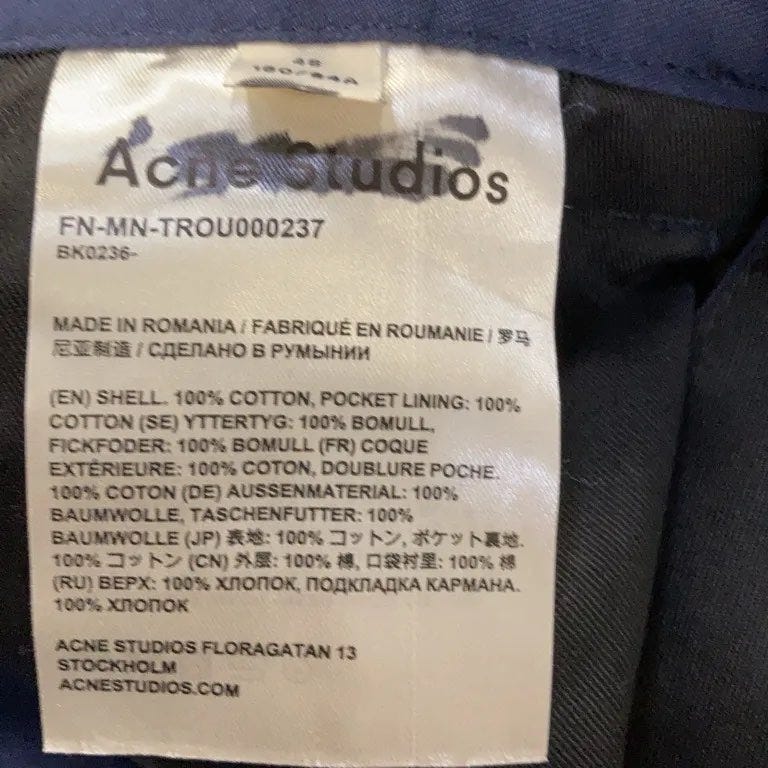 48
180/84A
Acne Studios
FN-MN-TROU000237
BK0236-
MADE IN ROMANIA / FABRIQUÉ EN ROUMANIE / 罗马
尼亚制造 / СДЕЛАНО В РУМЫНИИ
(EN) SHELL. 100% COTTON, POCKET LINING: 100%
COTTON (SE) YTTERTYG: 100% BOMULL,
FICKFODER: 100% BOMULL (FR) COQUE
EXTÉRIEURE: 100% COTON, DOUBLURE POCHE.
100% COTON (DE) AUSSENMATERIAL: 100%
BAUMWOLLE, TASCHENFUTTER: 100%
BAUMWOLLE (JP) 表地: 100% コットン, ポケット裏地.
100% コットン (CN) 外层: 100% 棉, 口袋衬里: 100% 棉
(RU) ВЕРХ: 100% ХЛОПОК, ПОДКЛАДКА КАРМАНА.
100% ХЛОПОК
ACNE STUDIOS FLORAGATAN 13
STOCKHOLM
ACNESTUDIOS.COM